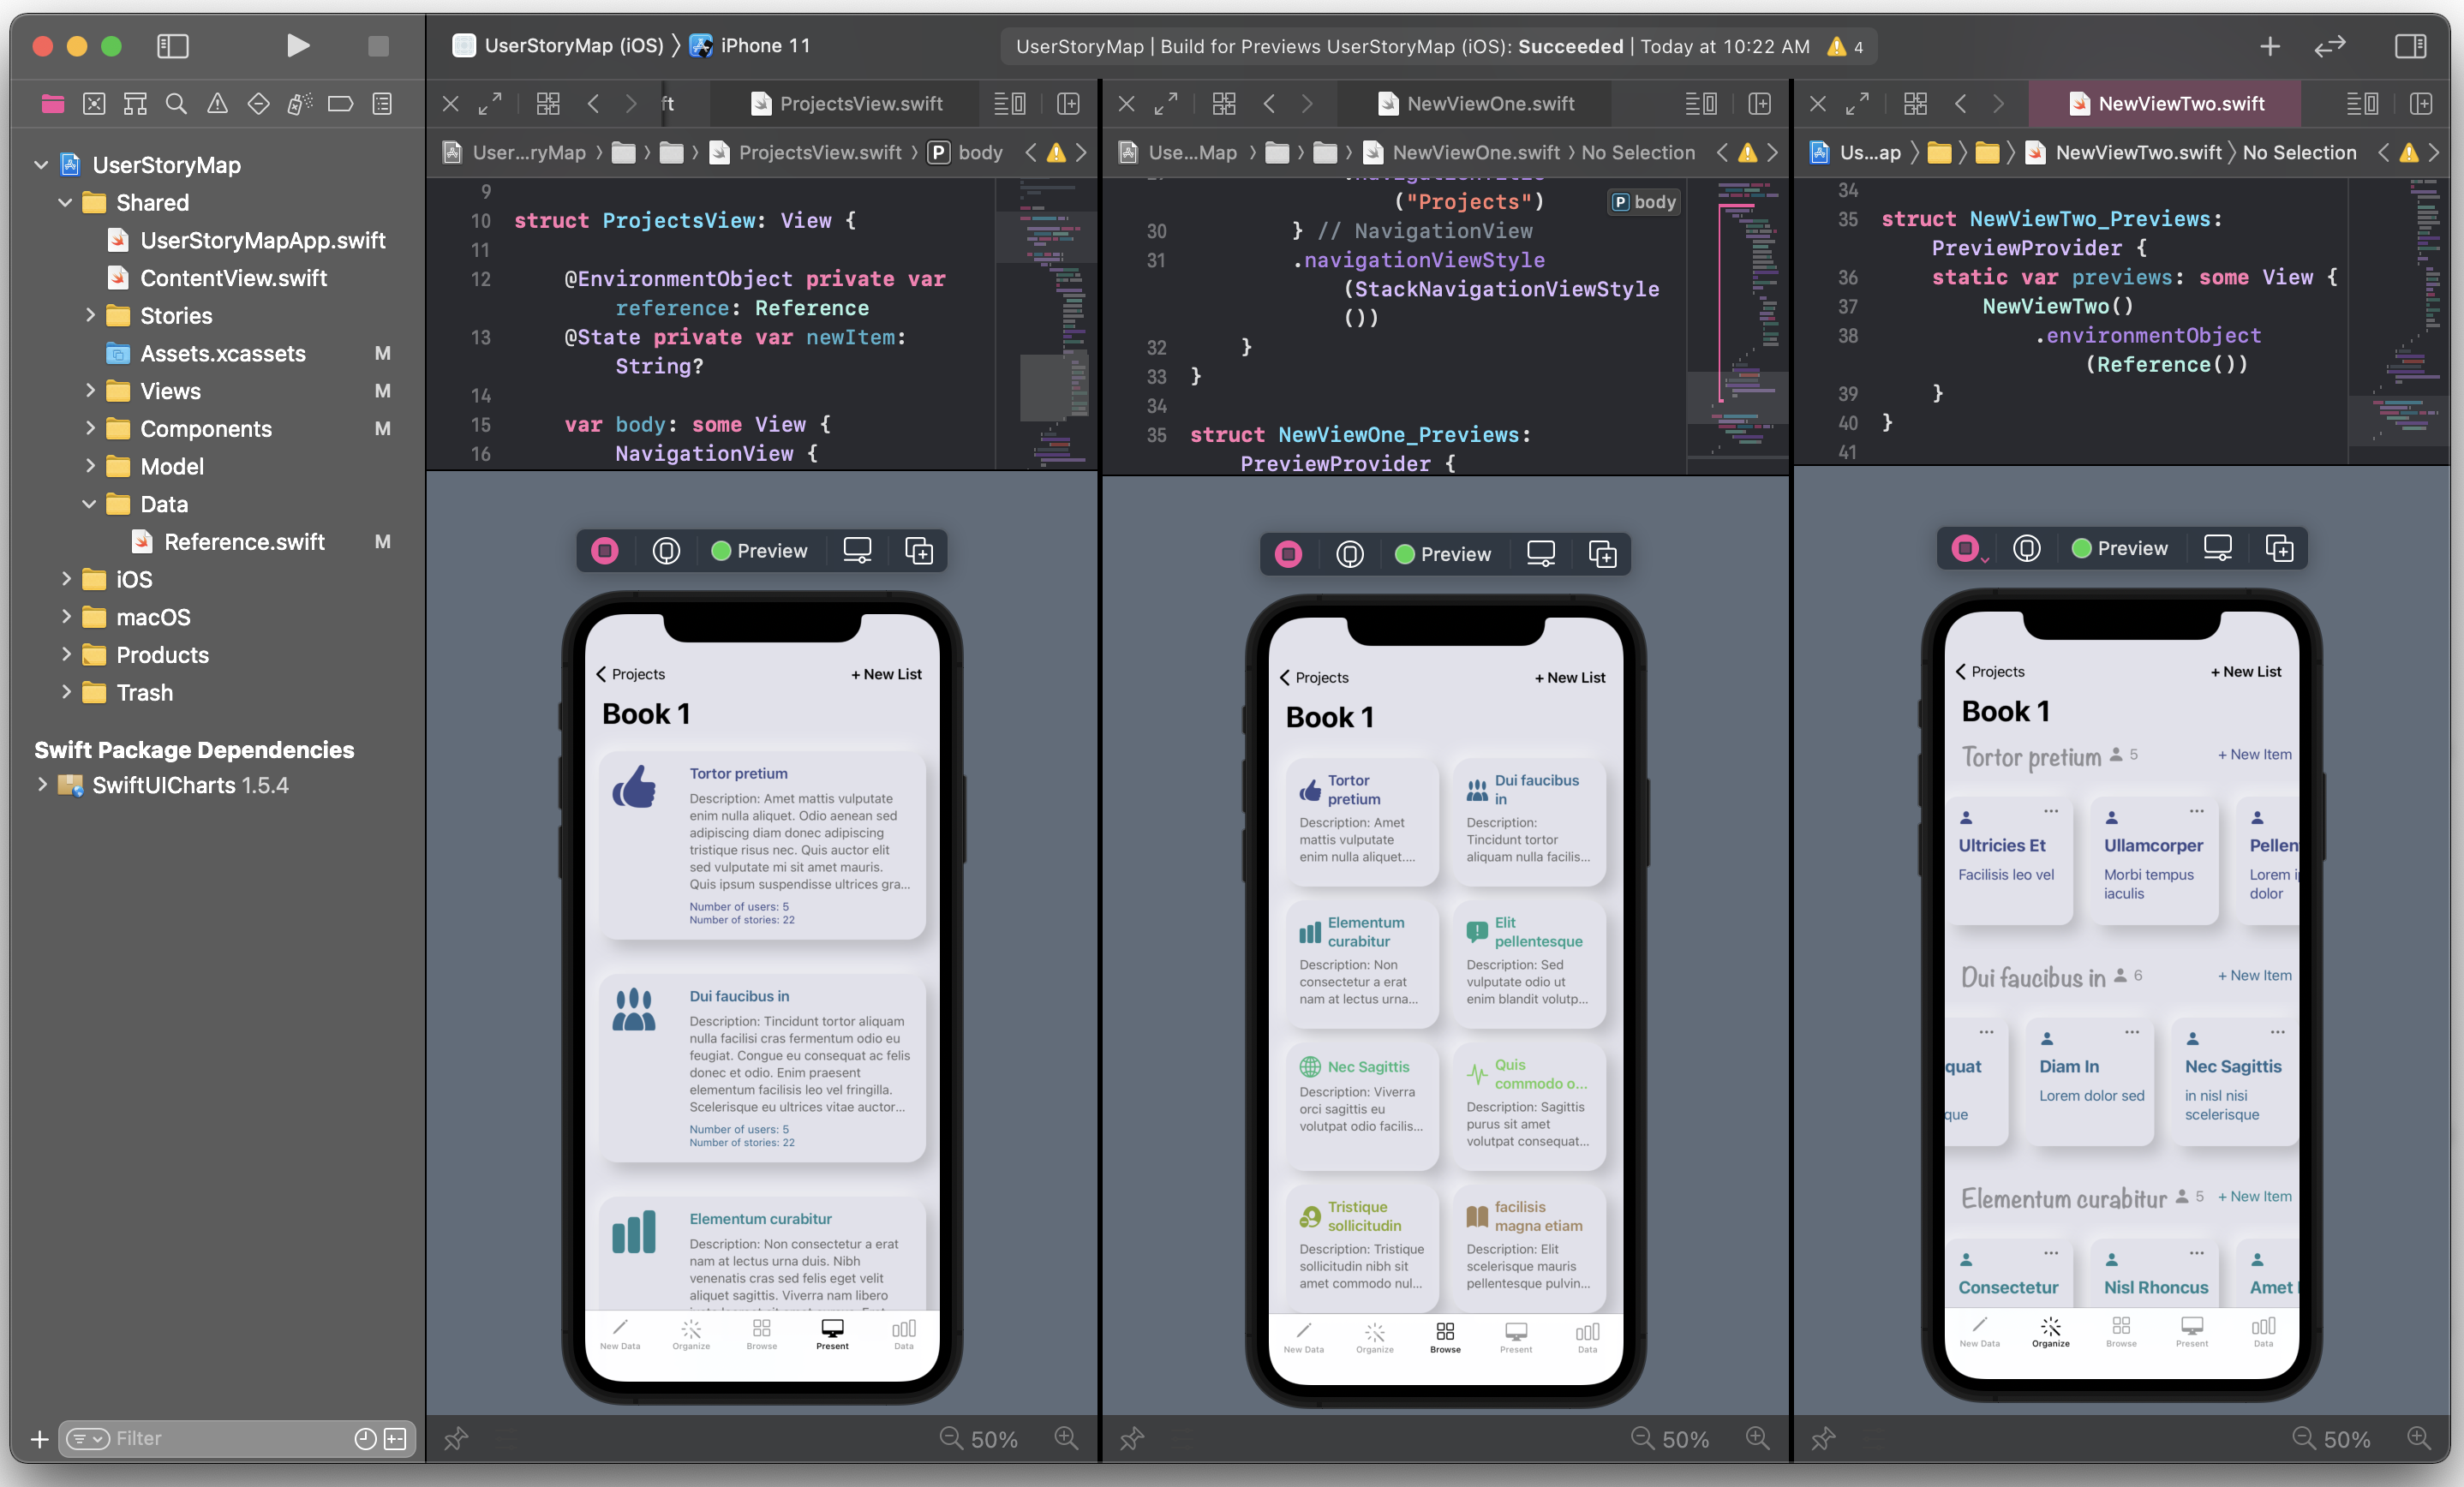 UserStoryMap (iOS) 〉 iPhone 11
UserStoryMap | Build for Previews UserStoryMap (iOS): Succeeded | Today at 10:22 AM
4
UserStoryMap
Shared
UserStoryMapApp.swift
ContentView.swift
Stories
Assets.xcassets M
Views M
Components M
Model
Data
Reference.swift M
iOS
macOS
Products
Trash
Swift Package Dependencies
SwiftUICharts 1.5.4
Filter
ft
ProjectsView.swift
User...ryMap
ProjectsView.swift
P body
9
10 struct ProjectsView: View {
11
12 @EnvironmentObject private var
reference: Reference
13 @State private var newItem:
String?
14
15 var body: some View {
16 NavigationView {
Preview
Projects
+ New List
Book 1
Tortor pretium
Description: Amet mattis vulputate
enim nulla aliquet. Odio aenean sed
adipiscing diam donec adipiscing
tristique risus nec. Quis auctor elit
sed vulputate mi sit amet mauris.
Quis ipsum suspendisse ultrices gra...
Number of users: 5
Number of stories: 22
Dui faucibus in
Description: Tincidunt tortor aliquam
nulla facilisi cras fermentum odio eu
feugiat. Congue eu consequat ac felis
donec et odio. Enim praesent
elementum facilisis leo vel fringilla.
Scelerisque eu ultrices vitae auctor...
Number of users: 5
Number of stories: 22
Elementum curabitur
Description: Non consectetur a erat
nam at lectus urna duis. Nibh
venenatis cras sed felis eget velit
aliquet sagittis. Viverra nam libero
New Data
Organize
Browse
Present
Data
50%
NewViewOne.swift
Use...Map
NewViewOne.swift
No Selection
("Projects")
P body
30 } // NavigationView
31 .navigationViewStyle
(StackNavigationViewStyle
())
32 }
33 }
34
35 struct NewViewOne_Previews:
PreviewProvider {
Preview
Projects
+ New List
Book 1
Tortor
pretium
Description: Amet
mattis vulputate
enim nulla aliquet....
Dui faucibus
in
Description:
Tincidunt tortor
aliquam nulla facilis...
Elementum
curabitur
Description: Non
consectetur a erat
nam at lectus urna...
Elit
pellentesque
Description: Sed
vulputate odio ut
enim blandit volutp...
Nec Sagittis
Description: Viverra
orci sagittis eu
volutpat odio facilis...
Quis
commodo o...
Description: Sagittis
purus sit amet
volutpat consequat...
Tristique
sollicitudin
Description: Tristique
sollicitudin nibh sit
amet commodo nul...
facilisis
magna etiam
Description: Elit
scelerisque mauris
pellentesque pulvin...
New Data
Organize
Browse
Present
Data
50%
NewViewTwo.swift
Us...ap
NewViewTwo.swift
No Selection
34
35 struct NewViewTwo_Previews:
PreviewProvider {
36 static var previews: some View {
37 NewViewTwo()
38 .environmentObject
(Reference())
39 }
40 }
41
Preview
Projects
+ New List
Book 1
Tortor pretium 5 + New Item
Ultricies Et
Facilisis leo vel
Ullamcorper
Morbi tempus
iaculis
Pellen
Lorem i
dolor
Dui faucibus in 6 + New Item
quat
que
Diam In
Lorem dolor sed
Nec Sagittis
in nisl nisi
scelerisque
Elementum curabitur 5 + New Item
Consectetur
Nisl Rhoncus
Amet
New Data
Organize
Browse
Present
Data
50%